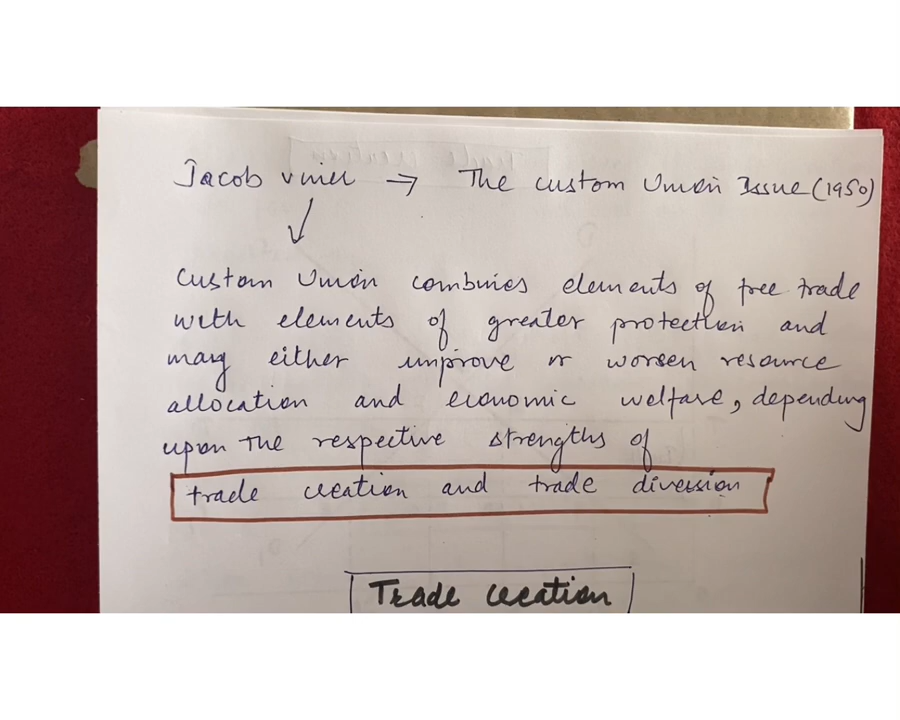 Jacob viner → The custom Union Issue (1950)
Custom Union combines elements of free trade
with elements of greater protection and
may either improve or worsen resource
allocation and economic welfare, depending
upon The respective strengths of
trade creation and trade diversion
Trade creation